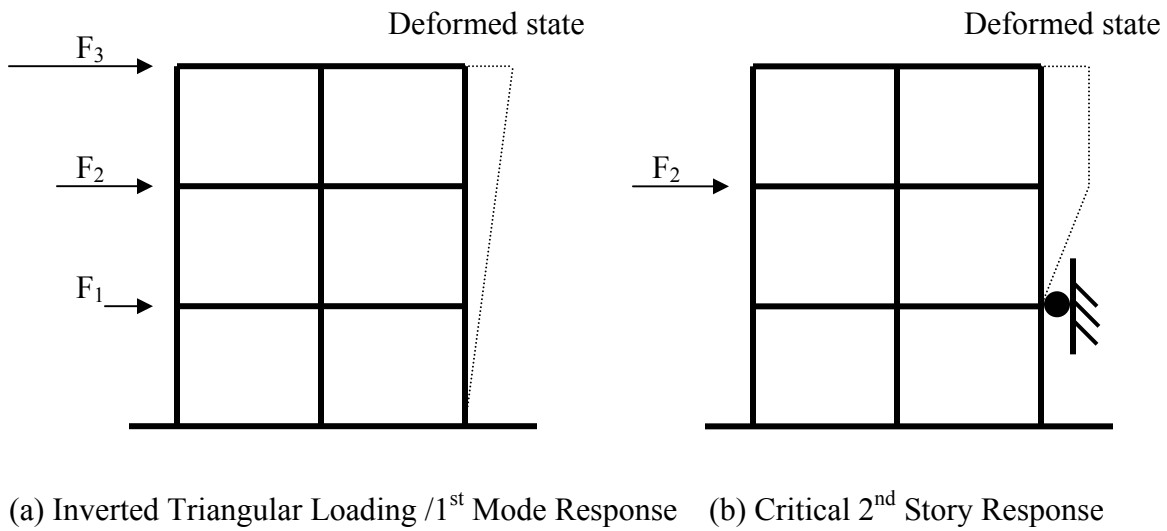 Deformed state
F₃
F₂
F₁
Deformed state
F₂
(a) Inverted Triangular Loading /1ˢᵗ Mode Response (b) Critical 2ⁿᵈ Story Response